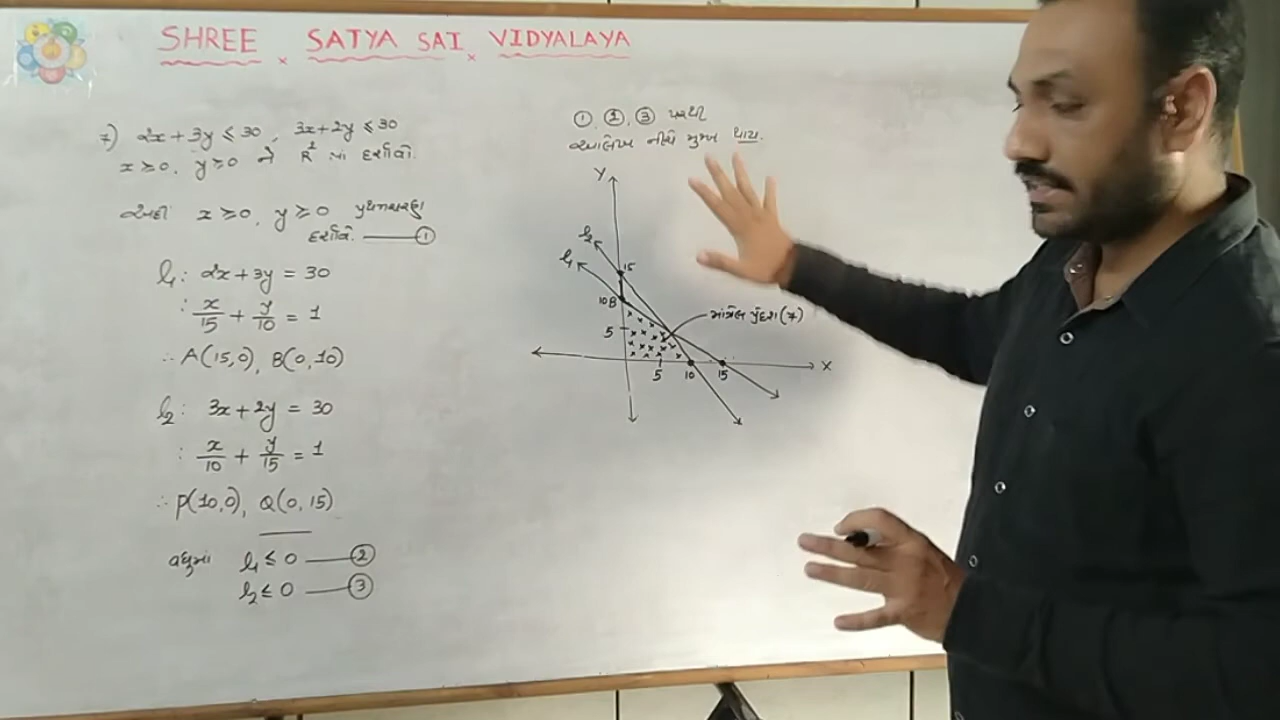 SHREE SATYA SAI VIDYALAYA
7) 2x + 3y ≤ 30, 3x + 2y ≤ 30
x ≥ 0, y ≥ 0 ને R² માં દર્શાવો.
અહીં x ≥ 0, y ≥ 0 પ્રથમચરણ
દર્શાવે. ①
l₁: 2x + 3y = 30
: x/15 + y/10 = 1
∴ A(15,0), B(0,10)
l₂: 3x + 2y = 30
: x/10 + y/15 = 1
∴ P(10,0), Q(0,15)
વધુમાં l₁ ≤ 0 ②
l₂ ≤ 0 ③
①, ②, ③ પરથી
આલેખ નીચે મુજબ થાય.
Y
l₂
l₁
15
10B
માંગેલ પ્રદેશ (7)
5
X
5 10 15